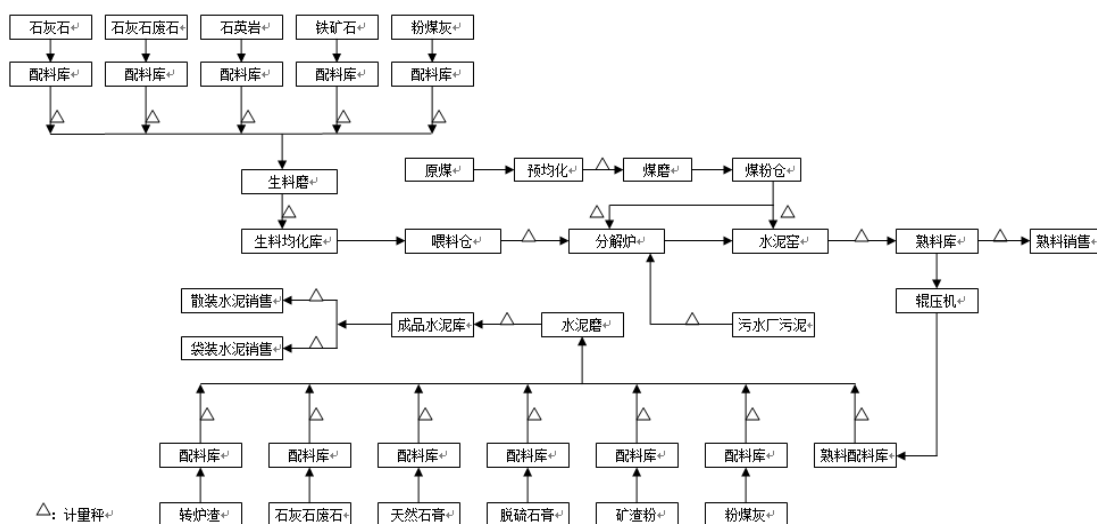 石灰石
石灰石废石
石英岩
铁矿石
粉煤灰
配料库
配料库
配料库
配料库
配料库
原煤
预均化
煤磨
煤粉仓
生料磨
生料均化库
喂料仓
分解炉
水泥窑
熟料库
熟料销售
散装水泥销售
辊压机
成品水泥库
水泥磨
污水厂污泥
袋装水泥销售
配料库
配料库
配料库
配料库
配料库
配料库
熟料配料库
△：计量秤
转炉渣
石灰石废石
天然石膏
脱硫石膏
矿渣粉
粉煤灰